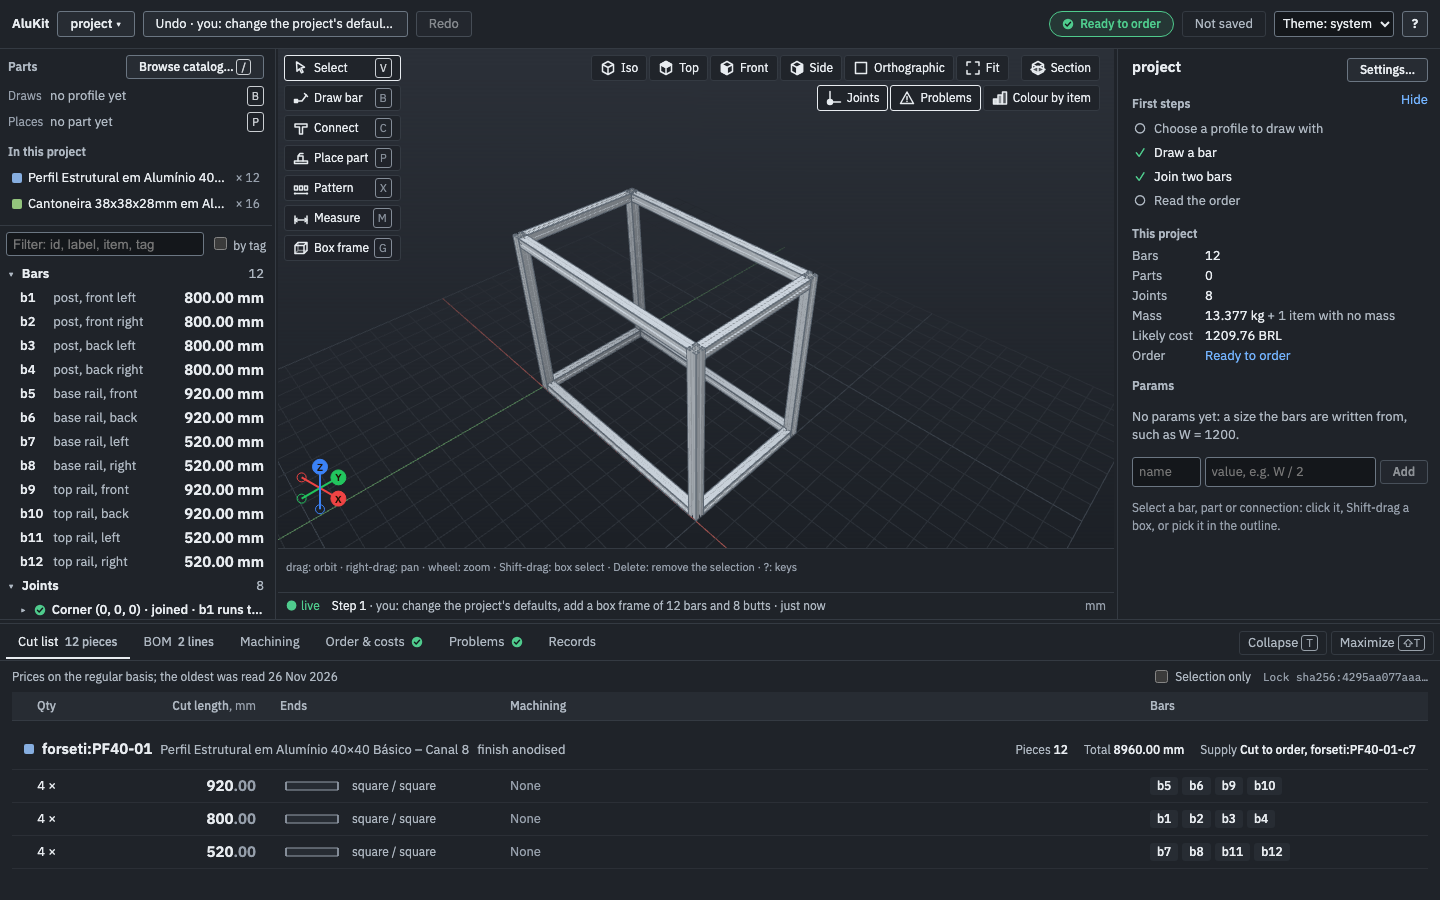 AluKit project ▾ Undo · you: change the project's defaul... Redo Ready to order Not saved Theme: system ?
Parts Browse catalog... /
Draws no profile yet B
Places no part yet P
In this project
Perfil Estrutural em Alumínio 40... × 12
Cantoneira 38x38x28mm em Al... × 16
Filter: id, label, item, tag by tag
Bars 12
b1 post, front left 800.00 mm
b2 post, front right 800.00 mm
b3 post, back left 800.00 mm
b4 post, back right 800.00 mm
b5 base rail, front 920.00 mm
b6 base rail, back 920.00 mm
b7 base rail, left 520.00 mm
b8 base rail, right 520.00 mm
b9 top rail, front 920.00 mm
b10 top rail, back 920.00 mm
b11 top rail, left 520.00 mm
b12 top rail, right 520.00 mm
Joints 8
Corner (0, 0, 0) · joined · b1 runs t...
Select V
Draw bar B
Connect C
Place part P
Pattern X
Measure M
Box frame G
Iso Top Front Side Orthographic Fit Section
Joints Problems Colour by item
Z
Y
X
drag: orbit · right-drag: pan · wheel: zoom · Shift-drag: box select · Delete: remove the selection · ?: keys
live Step 1 · you: change the project's defaults, add a box frame of 12 bars and 8 butts · just now mm
project Settings...
First steps Hide
Choose a profile to draw with
Draw a bar
Join two bars
Read the order
This project
Bars 12
Parts 0
Joints 8
Mass 13.377 kg + 1 item with no mass
Likely cost 1209.76 BRL
Order Ready to order
Params
No params yet: a size the bars are written from,
such as W = 1200.
name value, e.g. W / 2 Add
Select a bar, part or connection: click it, Shift-drag a
box, or pick it in the outline.
Cut list 12 pieces BOM 2 lines Machining Order & costs Problems Records Collapse T Maximize ⇧T
Prices on the regular basis; the oldest was read 26 Nov 2026 Selection only Lock sha256:4295aa077aaa…
Qty Cut length, mm Ends Machining Bars
forseti:PF40-01 Perfil Estrutural em Alumínio 40×40 Básico – Canal 8 finish anodised Pieces 12 Total 8960.00 mm Supply Cut to order, forseti:PF40-01-c7
4 × 920.00 square / square None b5 b6 b9 b10
4 × 800.00 square / square None b1 b2 b3 b4
4 × 520.00 square / square None b7 b8 b11 b12